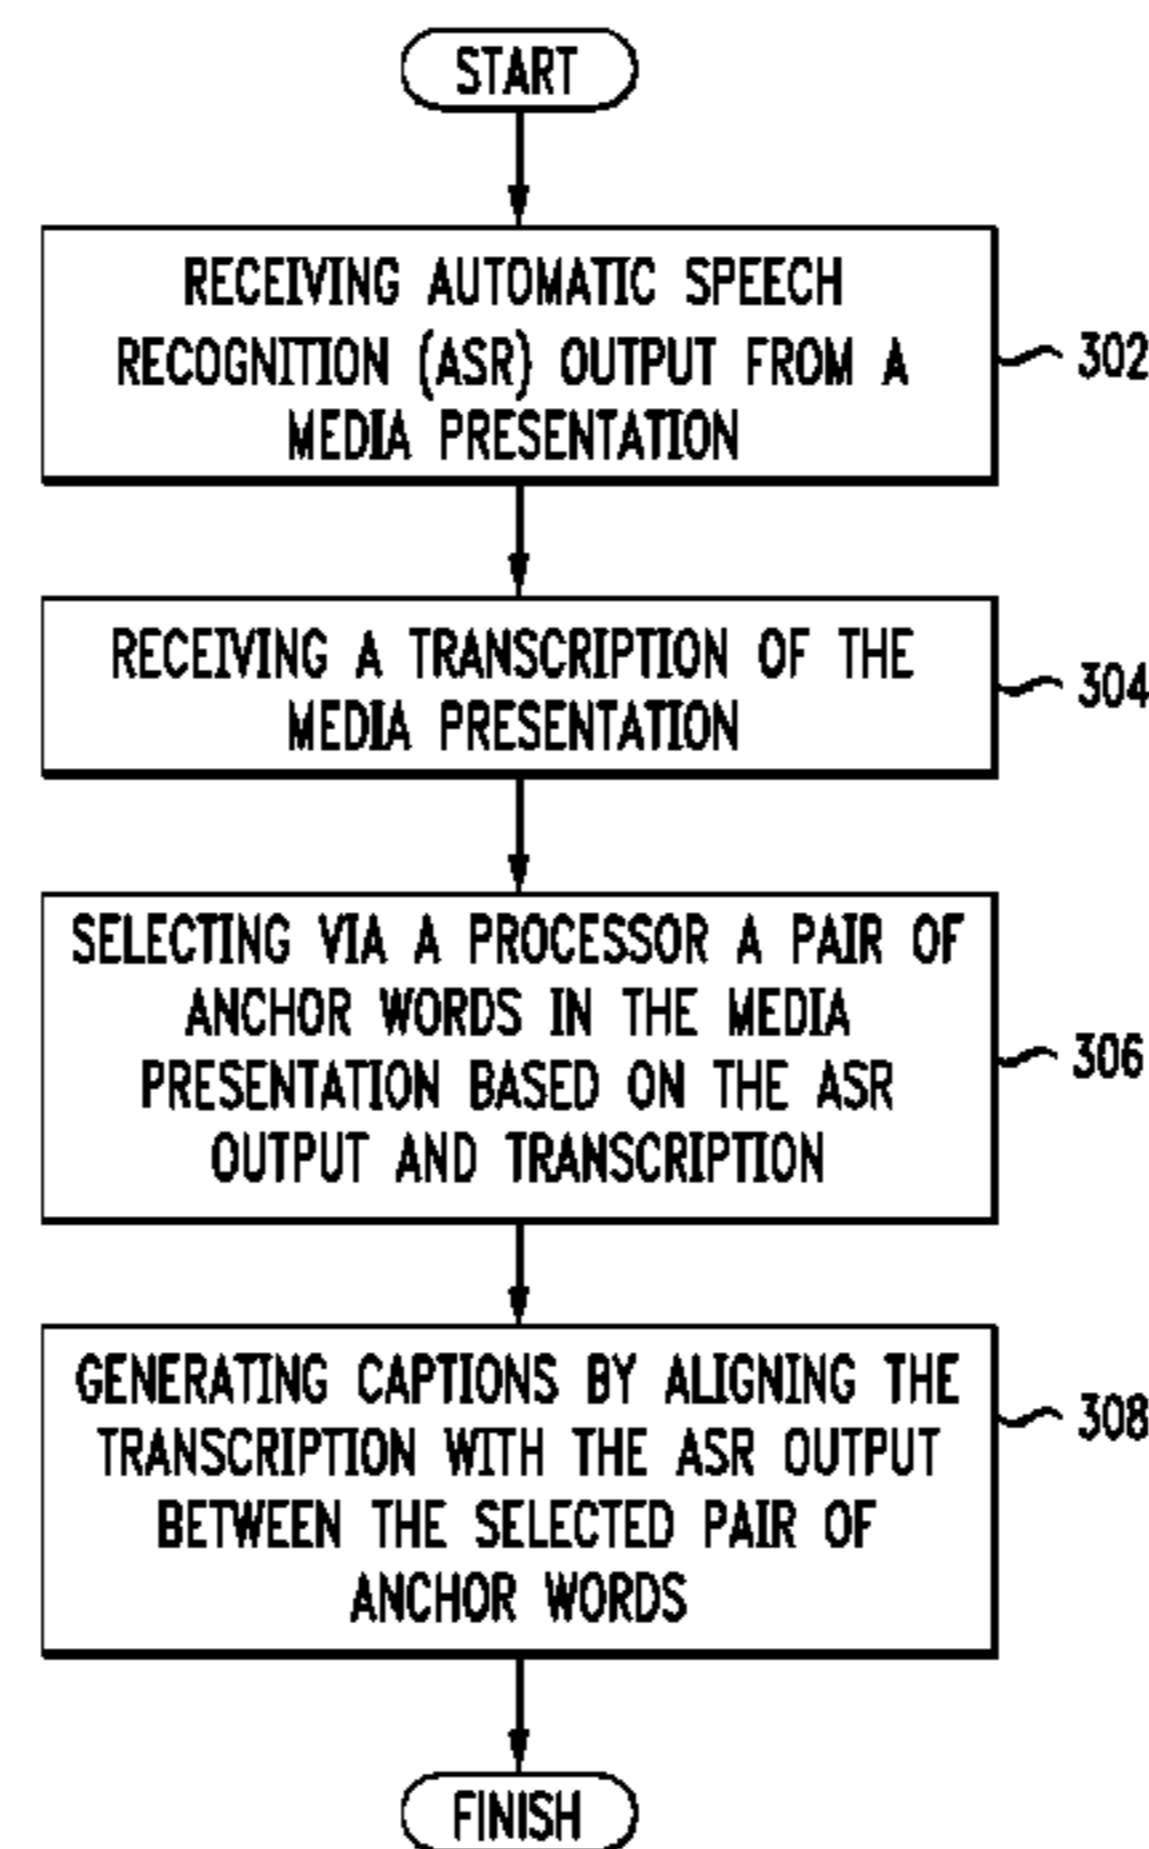 START
RECEIVING AUTOMATIC SPEECH
RECOGNITION (ASR) OUTPUT FROM A
MEDIA PRESENTATION
302
RECEIVING A TRANSCRIPTION OF THE
MEDIA PRESENTATION
304
SELECTING VIA A PROCESSOR A PAIR OF
ANCHOR WORDS IN THE MEDIA
PRESENTATION BASED ON THE ASR
OUTPUT AND TRANSCRIPTION
306
GENERATING CAPTIONS BY ALIGNING THE
TRANSCRIPTION WITH THE ASR OUTPUT
BETWEEN THE SELECTED PAIR OF
ANCHOR WORDS
308
FINISH